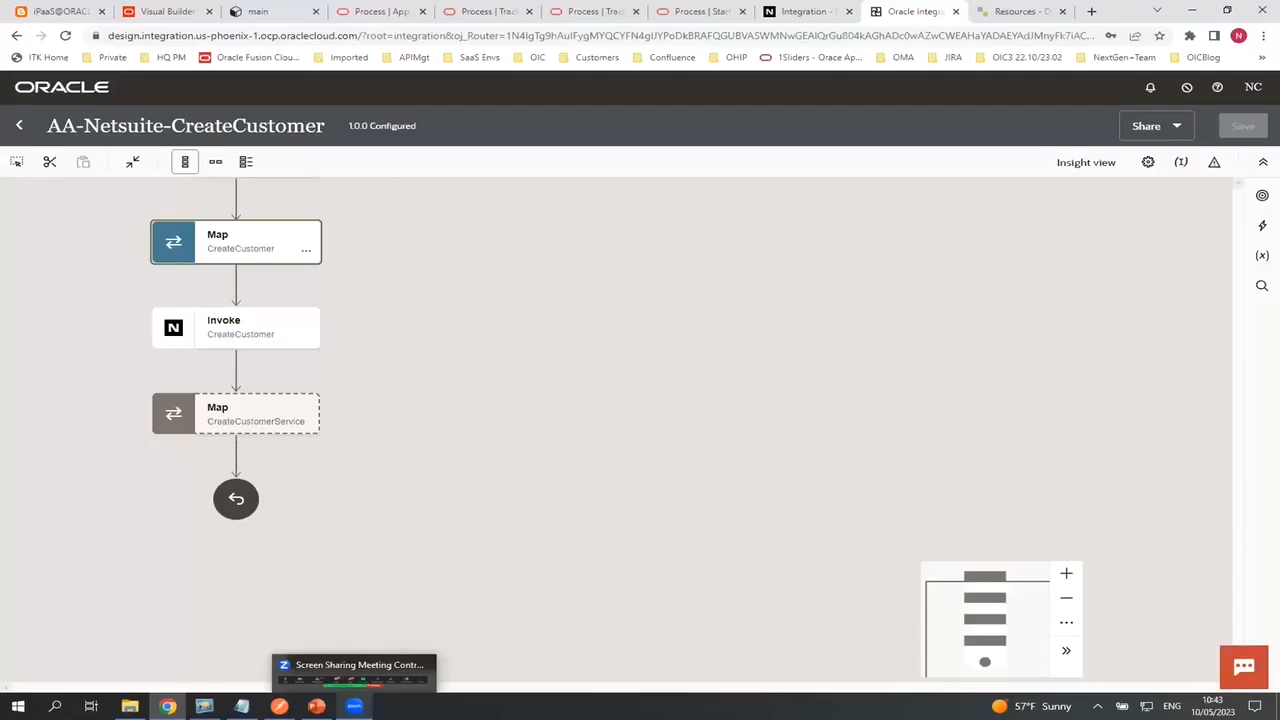 iPaaS@ORAC
Visual Builder
main
Process | App
Process | Trac
Process | Trac
Process | Start
Integration -
Oracle Integra
Resources - D
design.integration.us-phoenix-1.ocp.oraclecloud.com/?root=integration&oj_Router=
N
ITK Home
Private
HQ PM
Oracle Fusion Clou...
Imported
APIMgt
SaaS Envs
OIC
Customers
Confluence
OHIP
1Sliders - Orace Ap...
OMA
JIRA
OIC3 22.10/23.02
NextGen+Team
OICBlog
»
ORACLE
NC
AA-Netsuite-CreateCustomer
1.0.0 Configured
Share
Save
Insight view
Map
CreateCustomer
...
N
Invoke
CreateCustomer
Map
CreateCustomerService
Screen Sharing Meeting Contr...
57°F Sunny
ENG
10:43
10/05/2023